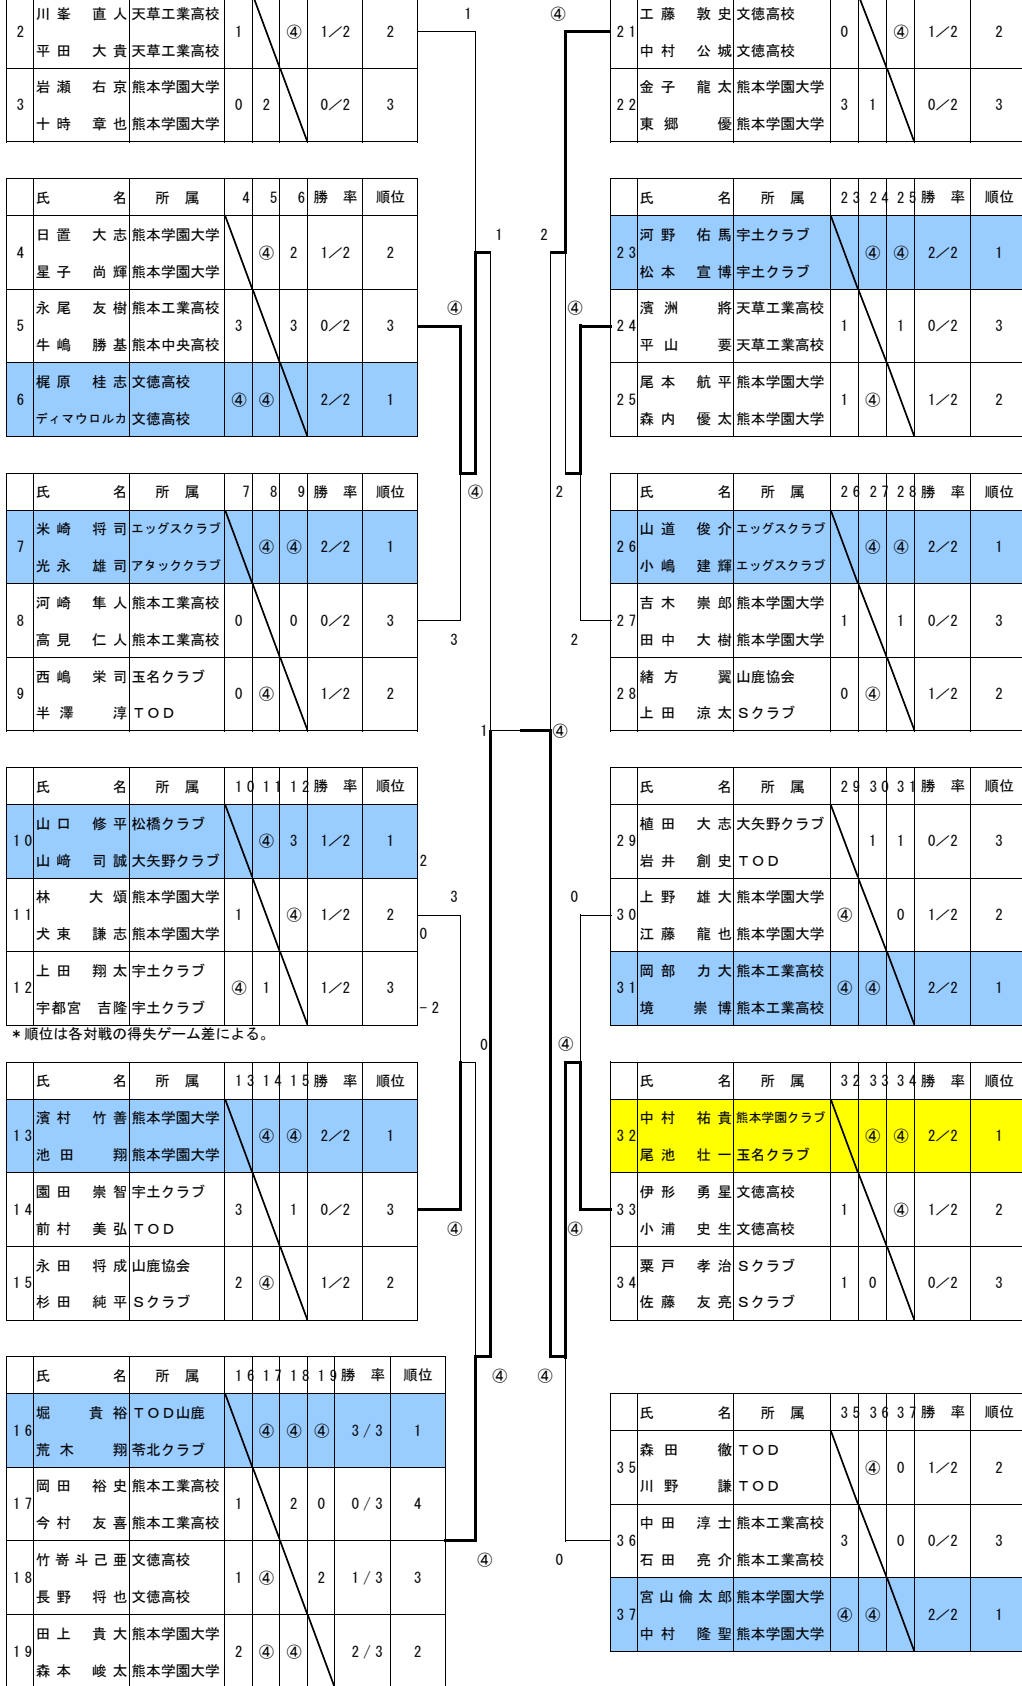 川峯 直人 天草工業高校
2 1 ④ 1／2 2
平田 大貴 天草工業高校
岩瀬 右京 熊本学園大学
3 0 2 0／2 3
十時 章也 熊本学園大学
氏 名 所 属 4 5 6 勝 率 順位
日置 大志 熊本学園大学
4 ④ 2 1／2 2
星子 尚輝 熊本学園大学
永尾 友樹 熊本工業高校
5 3 3 0／2 3
牛嶋 勝基 熊本中央高校
梶原 桂志 文徳高校
6 ④ ④ 2／2 1
ディマウロルカ 文徳高校
氏 名 所 属 7 8 9 勝 率 順位
米崎 将司 エッグスクラブ
7 ④ ④ 2／2 1
光永 雄司 アタッククラブ
河崎 隼人 熊本工業高校
8 0 0 0／2 3
高見 仁人 熊本工業高校
西嶋 栄司 玉名クラブ
9 0 ④ 1／2 2
半澤 淳 ＴＯＤ
氏 名 所 属 10 11 12 勝 率 順位
山口 修平 松橋クラブ
10 ④ 3 1／2 1
山﨑 司誠 大矢野クラブ 2
林 大頌 熊本学園大学
11 1 ④ 1／2 2
犬東 謙志 熊本学園大学 0
上田 翔太 宇土クラブ
12 ④ 1 1／2 3
宇都宮 吉隆 宇土クラブ －2
＊順位は各対戦の得失ゲーム差による。
氏 名 所 属 13 14 15 勝 率 順位
濱村 竹善 熊本学園大学
13 ④ ④ 2／2 1
池田 翔 熊本学園大学
園田 崇智 宇土クラブ
14 3 1 0／2 3
前村 美弘 ＴＯＤ
永田 将成 山鹿協会
15 2 ④ 1／2 2
杉田 純平 Ｓクラブ
氏 名 所 属 16 17 18 19 勝 率 順位
堀 貴裕 ＴＯＤ山鹿
16 ④ ④ ④ 3/3 1
荒木 翔 苓北クラブ
岡田 裕史 熊本工業高校
17 1 2 0 0/3 4
今村 友喜 熊本工業高校
竹嵜斗己亜 文徳高校
18 1 ④ 2 1/3 3
長野 将也 文徳高校
田上 貴大 熊本学園大学
19 2 ④ ④ 2/3 2
森本 峻太 熊本学園大学
1 ④
1 2
④ ④
④ 2
3 2
1 ④
3 0
0 ④
④ ④
④ ④
④ 0
工藤 敦史 文徳高校
21 0 ④ 1／2 2
中村 公城 文徳高校
金子 龍太 熊本学園大学
22 3 1 0／2 3
東郷 優 熊本学園大学
氏 名 所 属 23 24 25 勝 率 順位
河野 佑馬 宇土クラブ
23 ④ ④ 2／2 1
松本 宣博 宇土クラブ
濱洲 將 天草工業高校
24 1 1 0／2 3
平山 要 天草工業高校
尾本 航平 熊本学園大学
25 1 ④ 1／2 2
森内 優太 熊本学園大学
氏 名 所 属 26 27 28 勝 率 順位
山道 俊介 エッグスクラブ
26 ④ ④ 2／2 1
小嶋 建輝 エッグスクラブ
吉木 崇郎 熊本学園大学
27 1 1 0／2 3
田中 大樹 熊本学園大学
緒方 翼 山鹿協会
28 0 ④ 1／2 2
上田 涼太 Ｓクラブ
氏 名 所 属 29 30 31 勝 率 順位
植田 大志 大矢野クラブ
29 1 1 0／2 3
岩井 創史 ＴＯＤ
上野 雄大 熊本学園大学
30 ④ 0 1／2 2
江藤 龍也 熊本学園大学
岡部 力大 熊本工業高校
31 ④ ④ 2／2 1
境 崇博 熊本工業高校
氏 名 所 属 32 33 34 勝 率 順位
中村 祐貴 熊本学園クラブ
32 ④ ④ 2／2 1
尾池 壮一 玉名クラブ
伊形 勇星 文徳高校
33 1 ④ 1／2 2
小浦 史生 文徳高校
粟戸 孝治 Ｓクラブ
34 1 0 0／2 3
佐藤 友亮 Ｓクラブ
氏 名 所 属 35 36 37 勝 率 順位
森田 徹 ＴＯＤ
35 ④ 0 1／2 2
川野 謙 ＴＯＤ
中田 淳士 熊本工業高校
36 3 0 0／2 3
石田 亮介 熊本工業高校
宮山倫太郎 熊本学園大学
37 ④ ④ 2／2 1
中村 隆聖 熊本学園大学